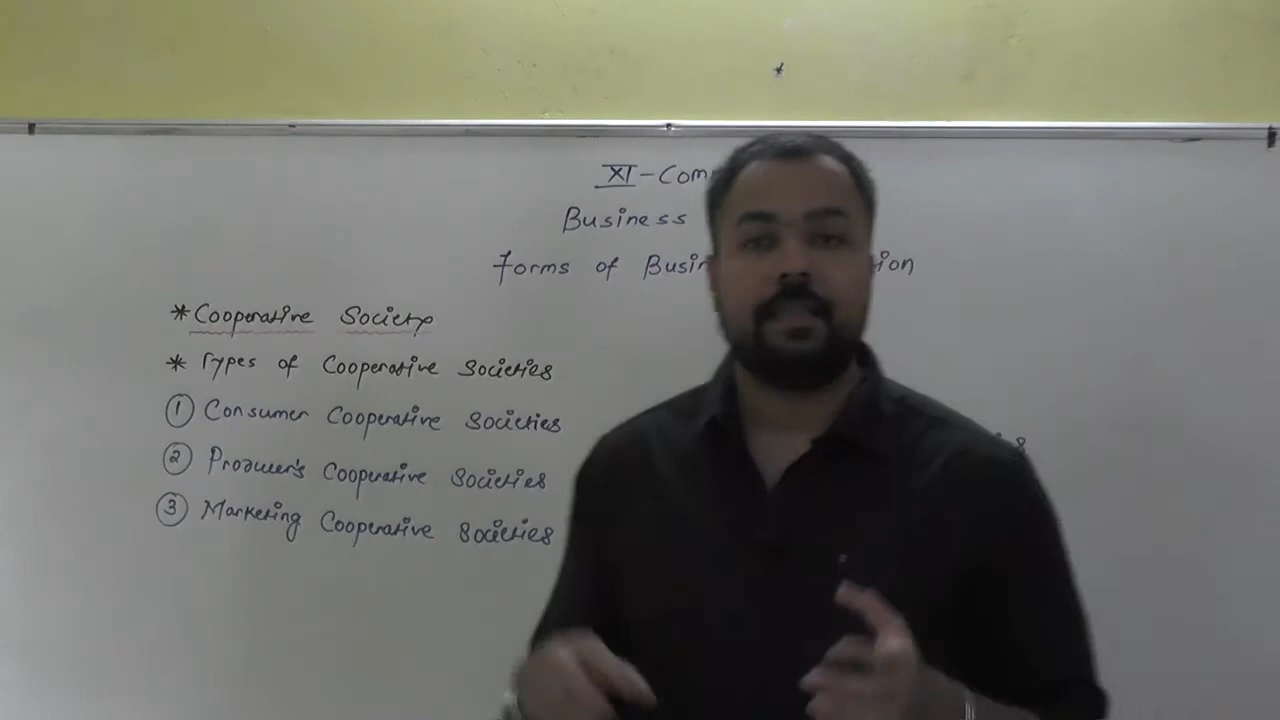 XI-Com
Business
Forms of Busin ion
* Cooperative Society
* Types of Cooperative Societies
① Consumer Cooperative Societies
② Producer's Cooperative Societies
③ Marketing Cooperative Societies